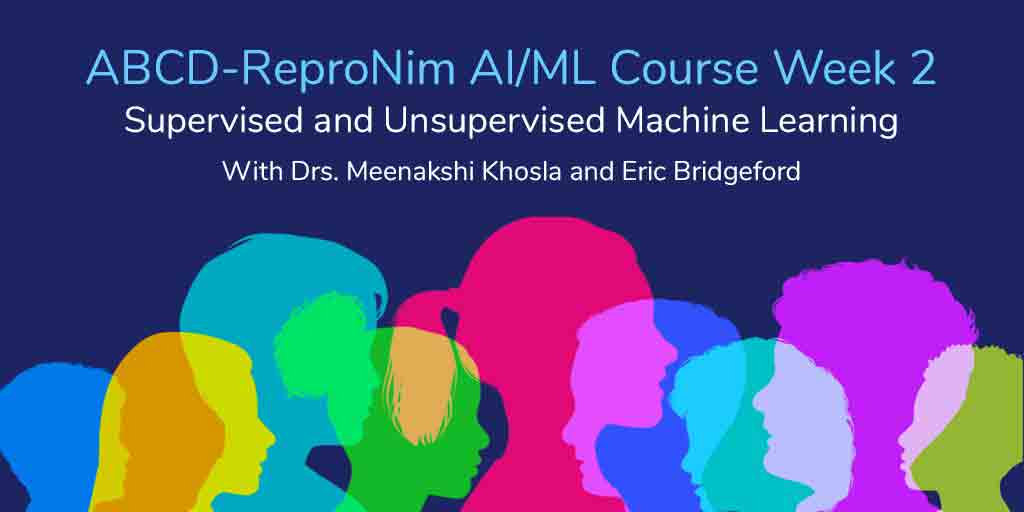 ABCD-ReproNim AI/ML Course Week 2
Supervised and Unsupervised Machine Learning
With Drs. Meenakshi Khosla and Eric Bridgeford